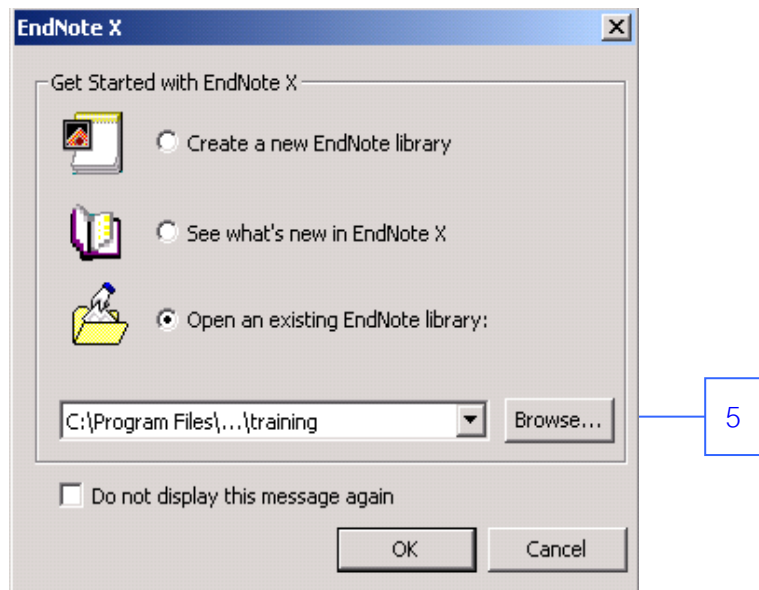 EndNote X
Get Started with EndNote X
Create a new EndNote library
See what's new in EndNote X
Open an existing EndNote library:
C:\Program Files\...\training
Browse...
5
Do not display this message again
OK
Cancel